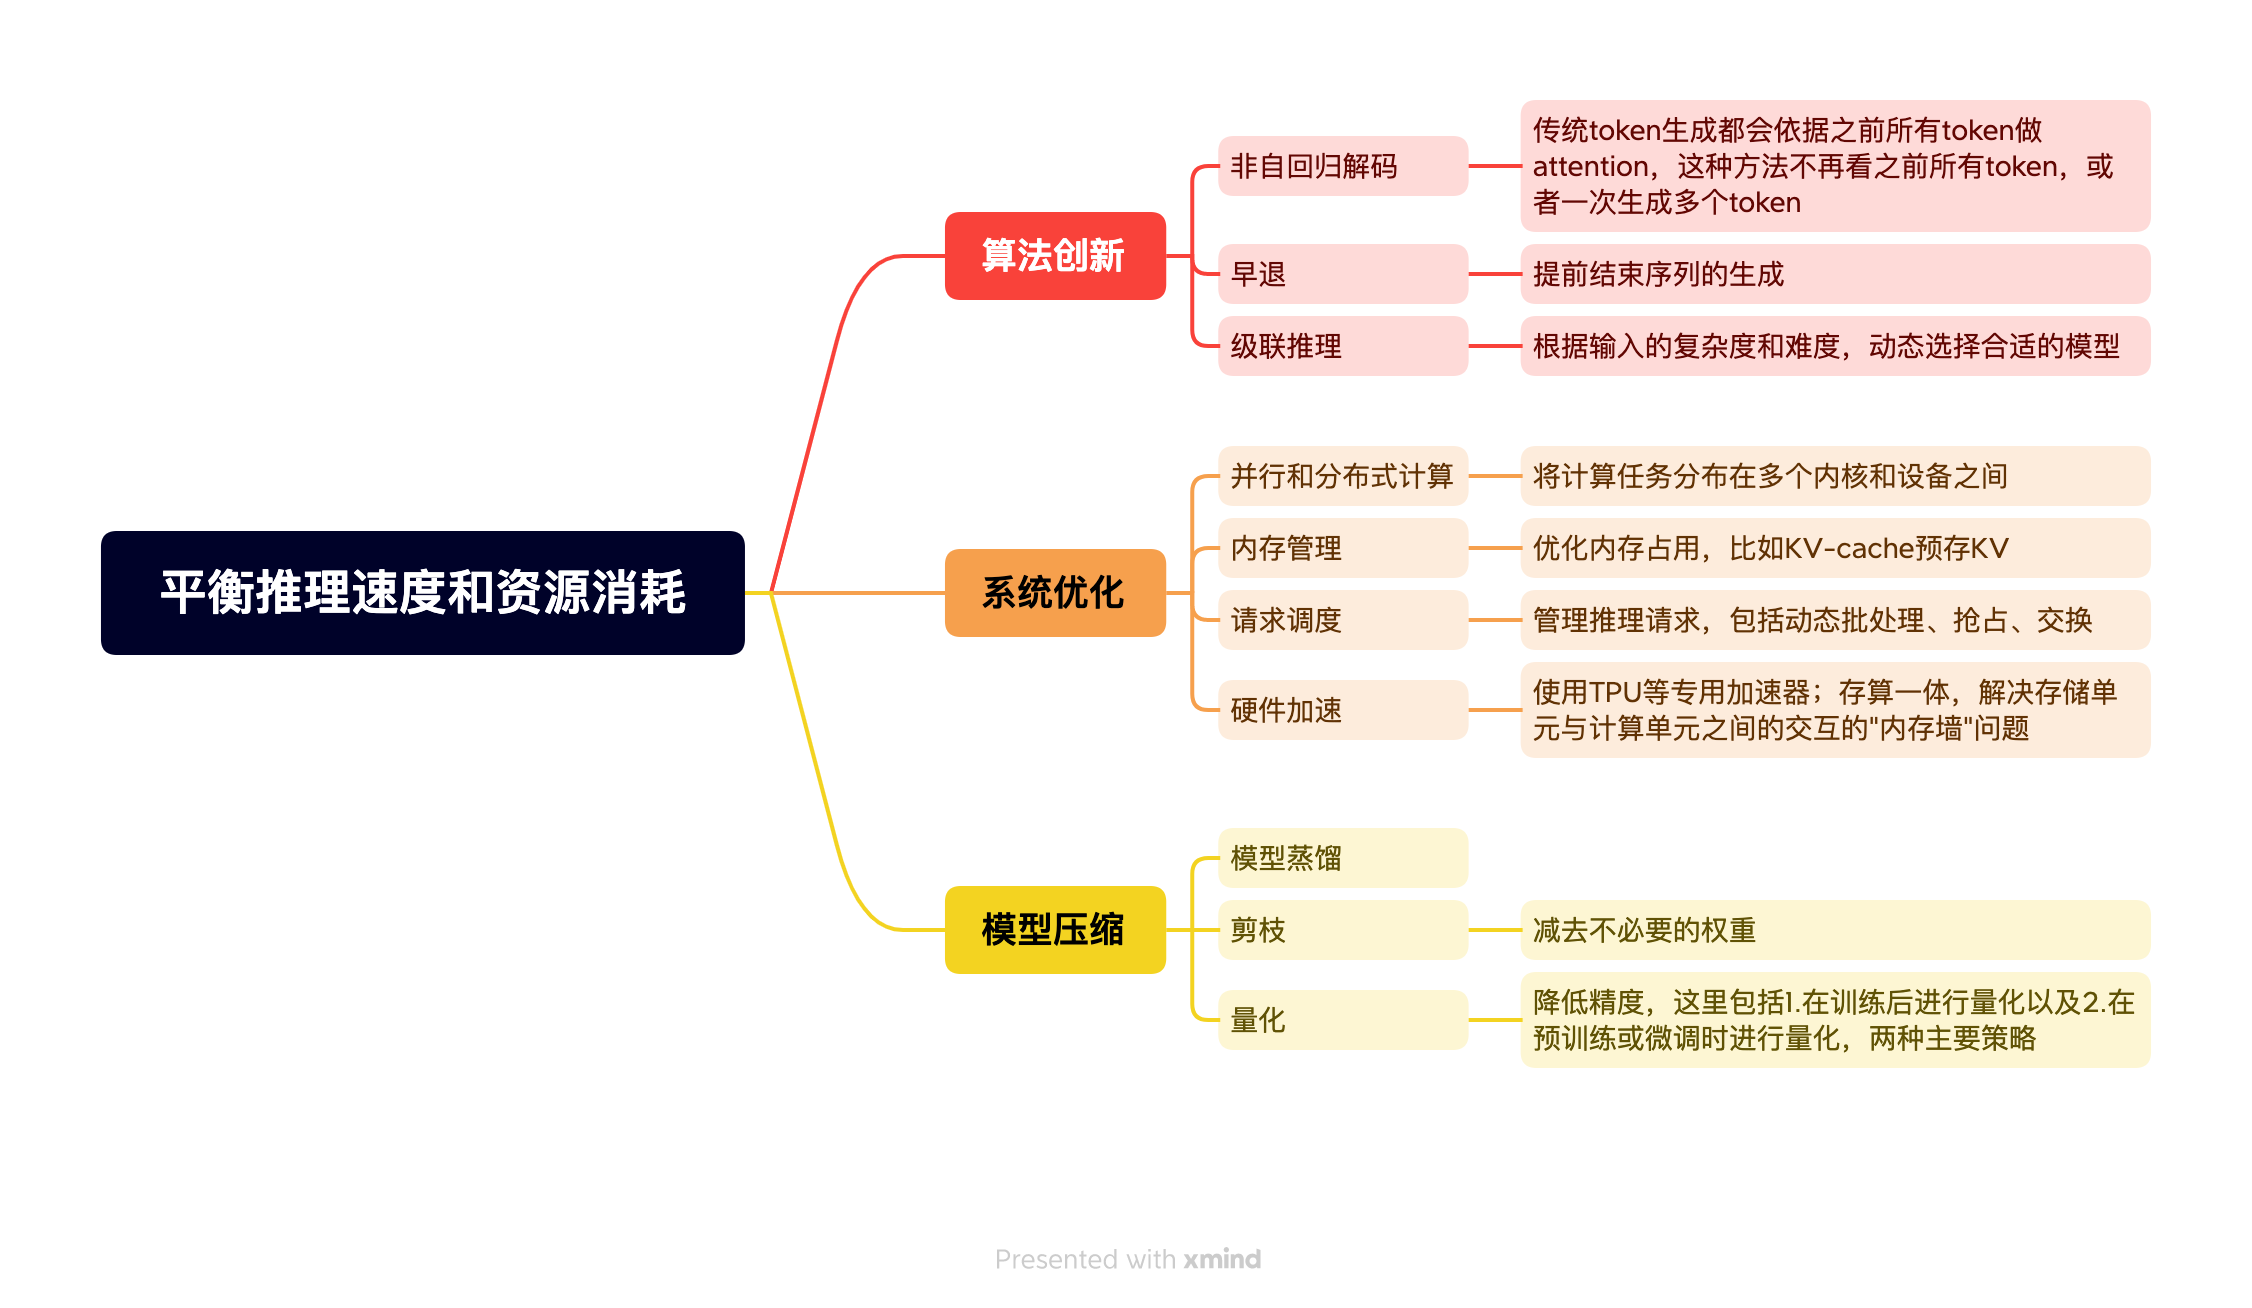 平衡推理速度和资源消耗
算法创新
非自回归解码
传统token生成都会依据之前所有token做
attention，这种方法不再看之前所有token，或
者一次生成多个token
早退
提前结束序列的生成
级联推理
根据输入的复杂度和难度，动态选择合适的模型
系统优化
并行和分布式计算
将计算任务分布在多个内核和设备之间
内存管理
优化内存占用，比如KV-cache预存KV
请求调度
管理推理请求，包括动态批处理、抢占、交换
硬件加速
使用TPU等专用加速器；存算一体，解决存储单
元与计算单元之间的交互的"内存墙"问题
模型压缩
模型蒸馏
剪枝
减去不必要的权重
量化
降低精度，这里包括1.在训练后进行量化以及2.在
预训练或微调时进行量化，两种主要策略
Presented with xmind